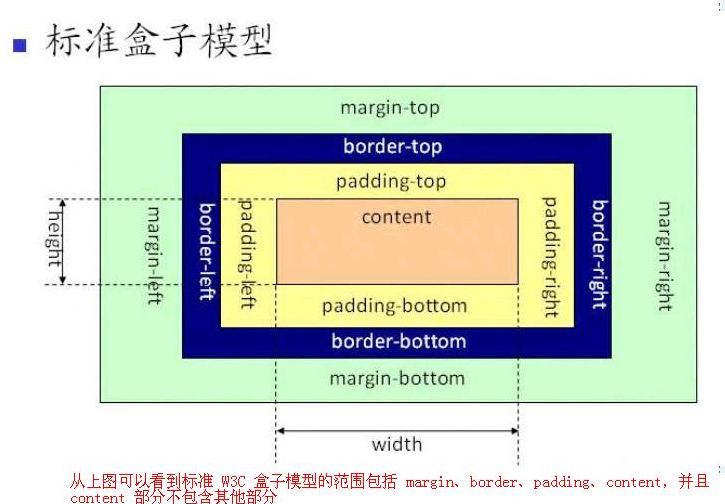 标准盒子模型
margin-top
border-top
padding-top
content
height
margin-left
border-left
padding-left
padding-right
border-right
margin-right
padding-bottom
border-bottom
margin-bottom
width
从上图可以看到标准 W3C 盒子模型的范围包括 margin、border、padding、content，并且
content 部分不包含其他部分